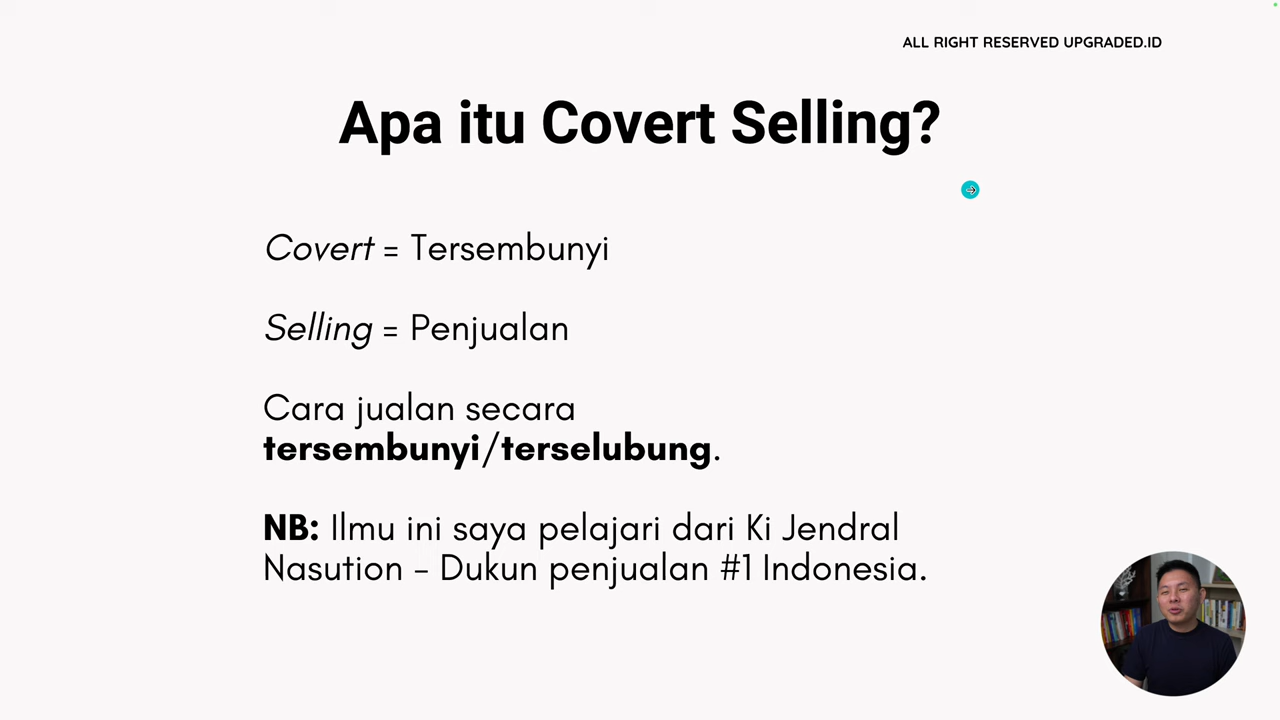 ALL RIGHT RESERVED UPGRADED.ID
Apa itu Covert Selling?
Covert = Tersembunyi
Selling = Penjualan
Cara jualan secara
tersembunyi/terselubung.
NB: Ilmu ini saya pelajari dari Ki Jendral
Nasution – Dukun penjualan #1 Indonesia.